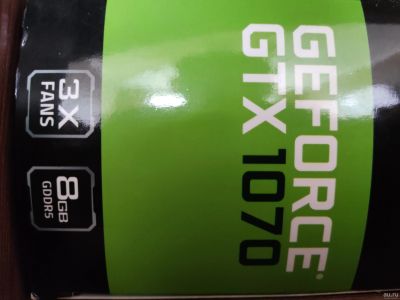 GEFORCE®
GTX 1070
3X
FANS
8GB
GDDR5
au.ru